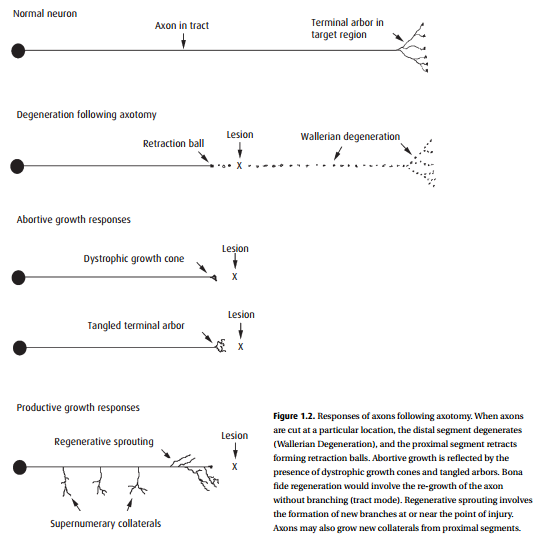 Normal neuron
Axon in tract
Terminal arbor in
target region
Degeneration following axotomy
Lesion
Retraction ball
Wallerian degeneration
X
Abortive growth responses
Lesion
Dystrophic growth cone
X
Lesion
Tangled terminal arbor
X
Productive growth responses
Regenerative sprouting
Lesion
X
Supernumerary collaterals
Figure 1.2. Responses of axons following axotomy. When axons
are cut at a particular location, the distal segment degenerates
(Wallerian Degeneration), and the proximal segment retracts
forming retraction balls. Abortive growth is reflected by the
presence of dystrophic growth cones and tangled arbors. Bona
fide regeneration would involve the re-growth of the axon
without branching (tract mode). Regenerative sprouting involves
the formation of new branches at or near the point of injury.
Axons may also grow new collaterals from proximal segments.